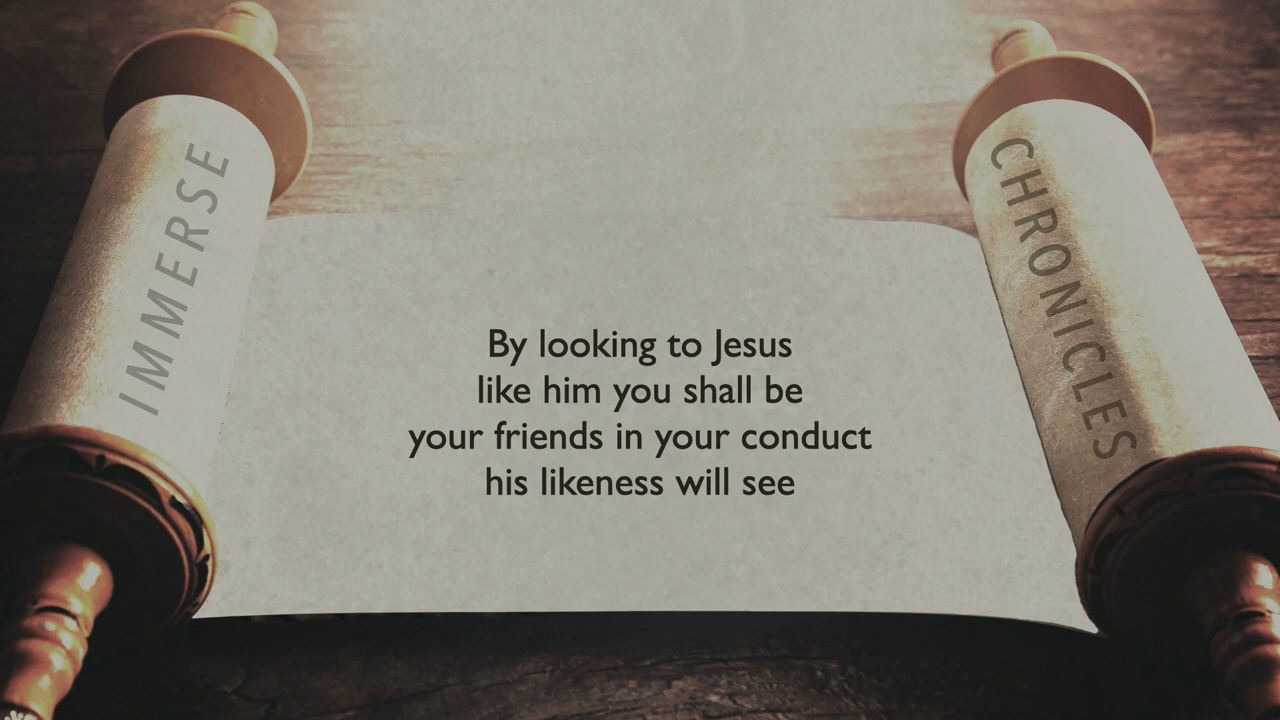 IMMERSE
CHRONICLES
By looking to Jesus
like him you shall be
your friends in your conduct
his likeness will see